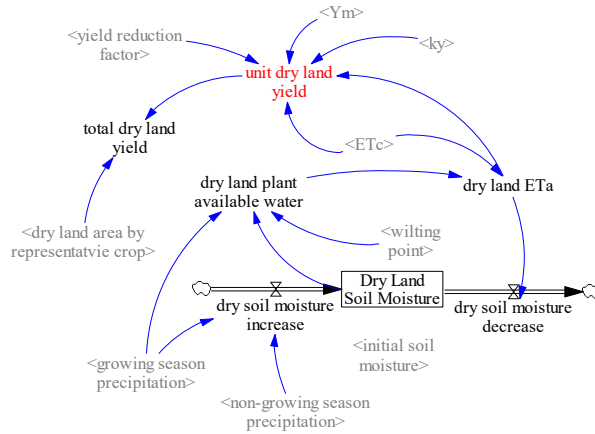 <Ym>
<yield reduction
factor>
<ky>
unit dry land
yield
total dry land
yield
<ETc>
dry land plant
available water
dry land ETa
<dry land area by
representatvie crop>
<wilting
point>
Dry Land
Soil Moisture
dry soil moisture
increase
dry soil moisture
decrease
<initial soil
moisture>
<growing season
precipitation>
<non-growing season
precipitation>